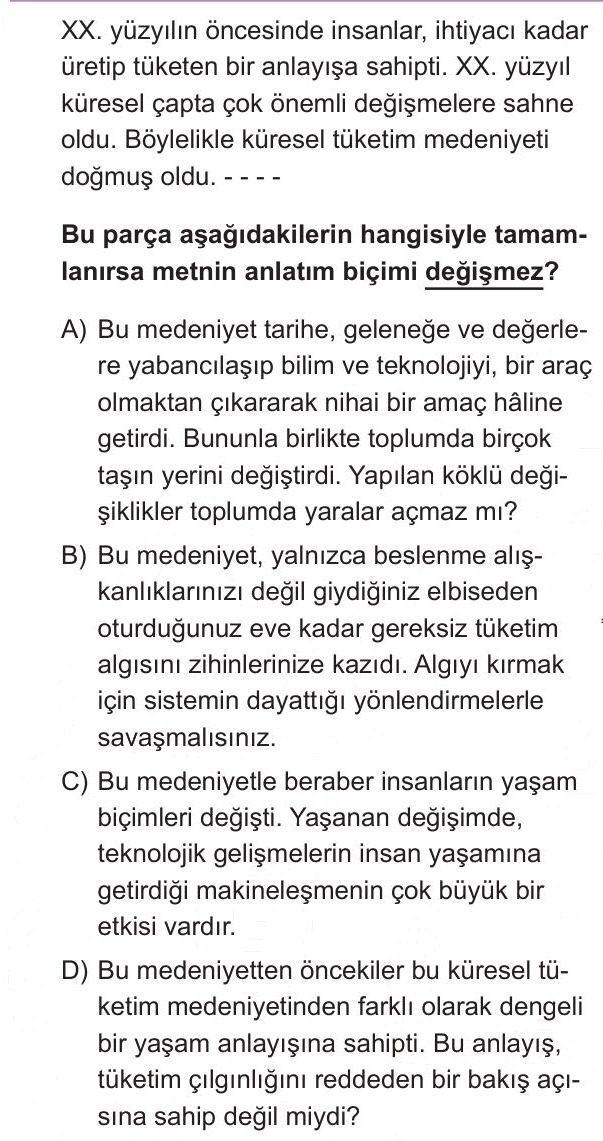 XX. yüzyılın öncesinde insanlar, ihtiyacı kadar
üretip tüketen bir anlayışa sahipti. XX. yüzyıl
küresel çapta çok önemli değişmelere sahne
oldu. Böylelikle küresel tüketim medeniyeti
doğmuş oldu. - - - -
Bu parça aşağıdakilerin hangisiyle tamam-
lanırsa metnin anlatım biçimi değişmez?
A) Bu medeniyet tarihe, geleneğe ve değerle-
re yabancılaşıp bilim ve teknolojiyi, bir araç
olmaktan çıkararak nihai bir amaç hâline
getirdi. Bununla birlikte toplumda birçok
taşın yerini değiştirdi. Yapılan köklü deği-
şiklikler toplumda yaralar açmaz mı?
B) Bu medeniyet, yalnızca beslenme alış-
kanlıklarınızı değil giydiğiniz elbiseden
oturduğunuz eve kadar gereksiz tüketim
algısını zihinlerinize kazıdı. Algıyı kırmak
için sistemin dayattığı yönlendirmelerle
savaşmalısınız.
C) Bu medeniyetle beraber insanların yaşam
biçimleri değişti. Yaşanan değişimde,
teknolojik gelişmelerin insan yaşamına
getirdiği makineleşmenin çok büyük bir
etkisi vardır.
D) Bu medeniyetten öncekiler bu küresel tü-
ketim medeniyetinden farklı olarak dengeli
bir yaşam anlayışına sahipti. Bu anlayış,
tüketim çılgınlığını reddeden bir bakış açı-
sına sahip değil miydi?